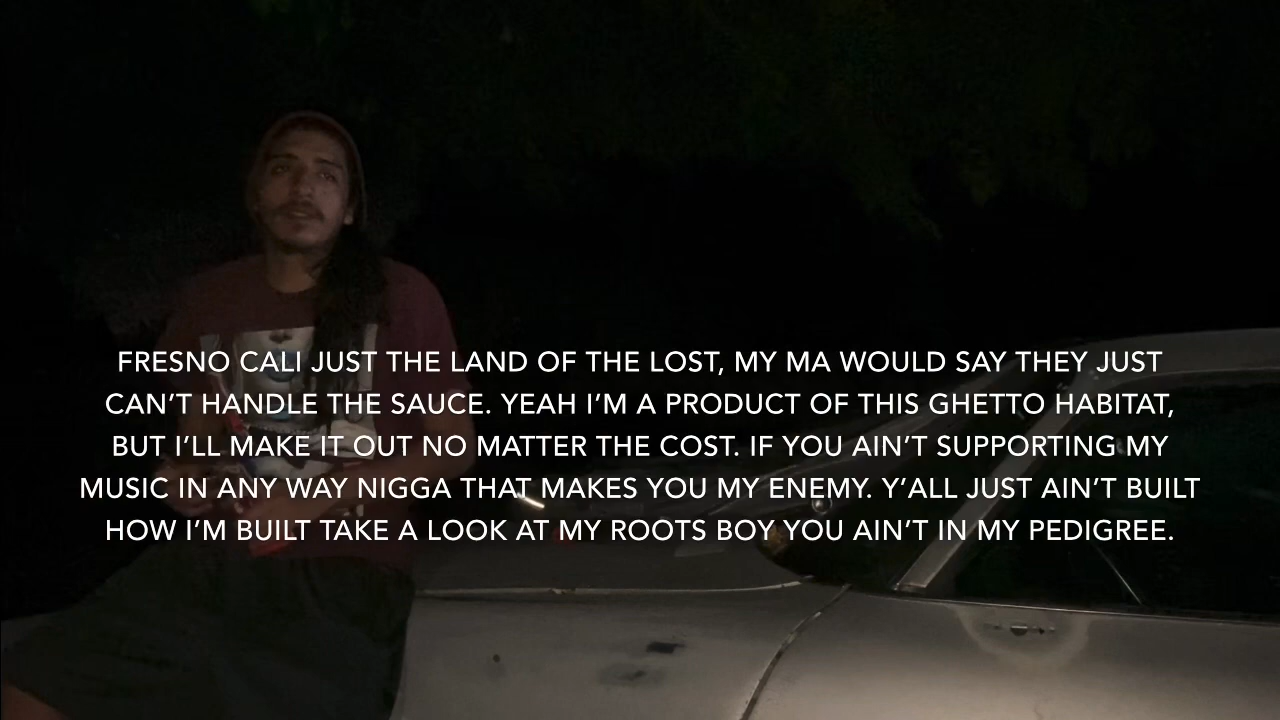 FRESNO CALI JUST THE LAND OF THE LOST, MY MA WOULD SAY THEY JUST
CAN’T HANDLE THE SAUCE. YEAH I’M A PRODUCT OF THIS GHETTO HABITAT,
BUT I’LL MAKE IT OUT NO MATTER THE COST. IF YOU AIN’T SUPPORTING MY
MUSIC IN ANY WAY NIGGA THAT MAKES YOU MY ENEMY. Y’ALL JUST AIN’T BUILT
HOW I’M BUILT TAKE A LOOK AT MY ROOTS BOY YOU AIN’T IN MY PEDIGREE.